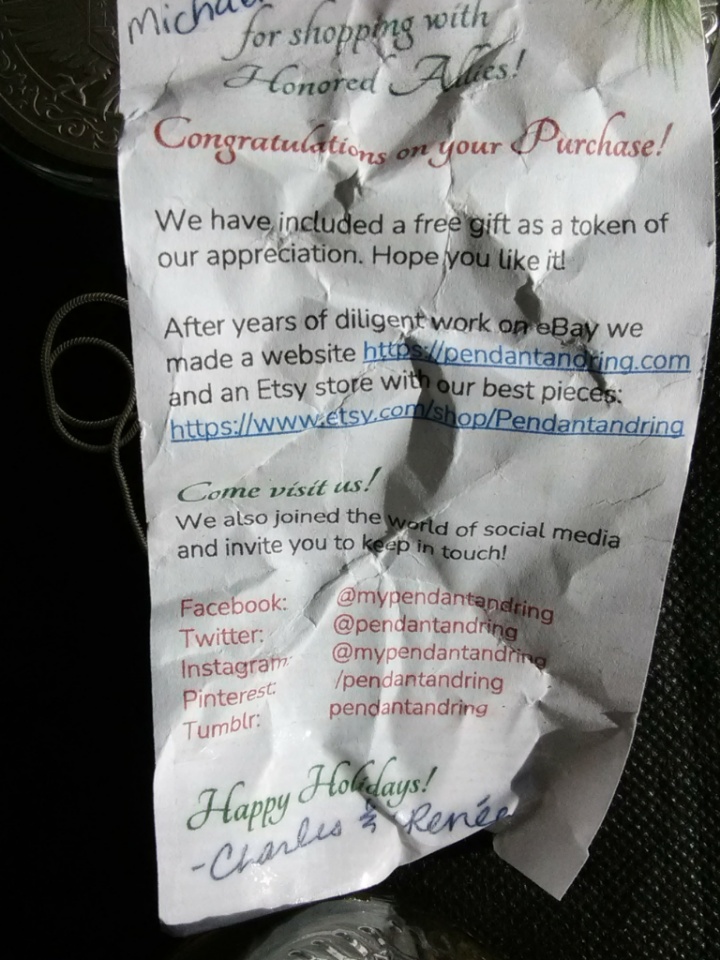 for shopping with
Honored Allies!
Congratulations on your Purchase!
We have included a free gift as a token of
our appreciation. Hope you like it!
After years of diligent work on eBay we
made a website https://pendantandring.com
and an Etsy store with our best pieces:
https://www.etsy.com/shop/Pendantandring
Come visit us!
We also joined the world of social media
and invite you to keep in touch!
Facebook: @mypendantandring
Twitter: @pendantandring
Instagram: @mypendantandring
Pinterest: /pendantandring
Tumblr: pendantandring
Happy Holidays!
-Charles & Renée